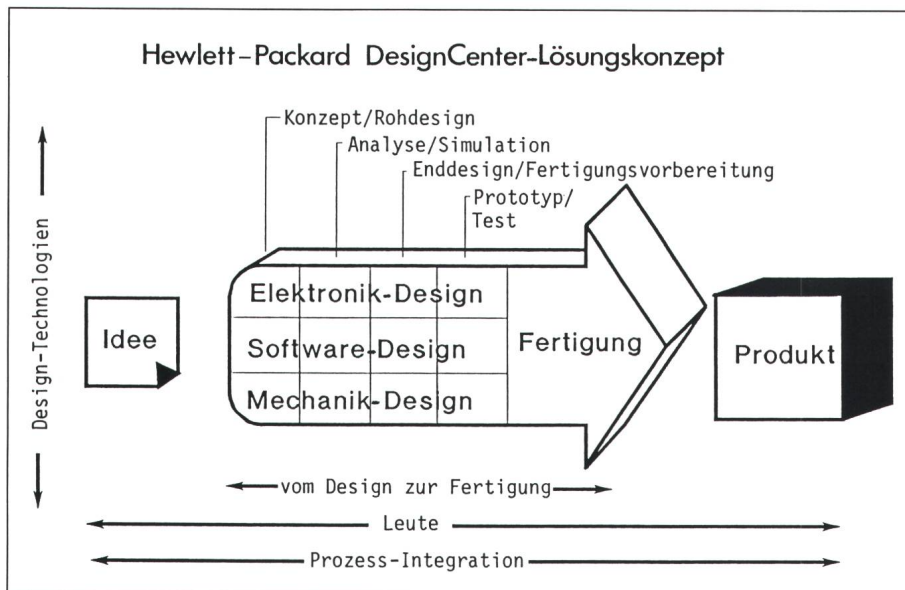 Hewlett-Packard DesignCenter-Lösungskonzept
Konzept/Rohdesign
Analyse/Simulation
Enddesign/Fertigungsvorbereitung
Prototyp/
Test
Design-Technologien
Idee
Elektronik-Design
Software-Design
Mechanik-Design
Fertigung
Produkt
vom Design zur Fertigung
Leute
Prozess-Integration